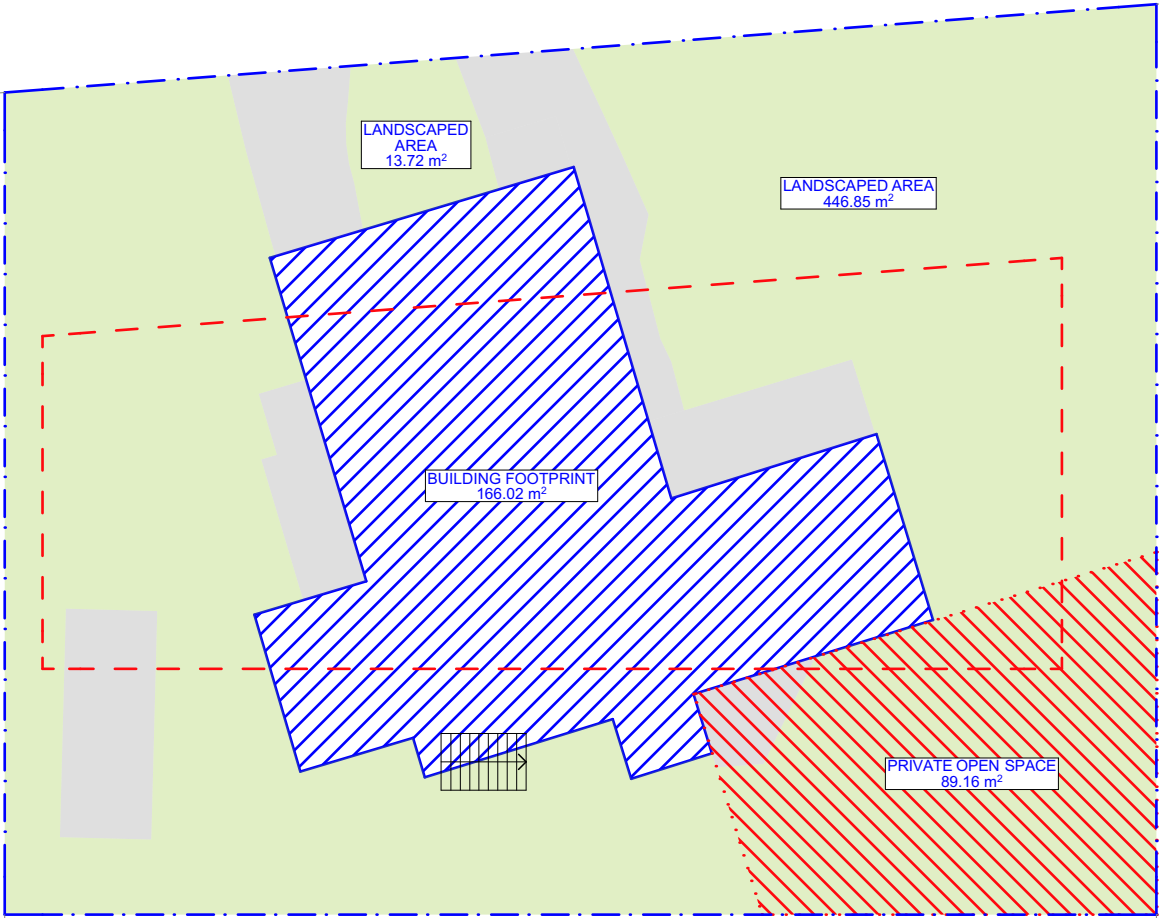 LANDSCAPED
AREA
13.72 m²
LANDSCAPED AREA
446.85 m²
BUILDING FOOTPRINT
166.02 m²
PRIVATE OPEN SPACE
89.16 m²